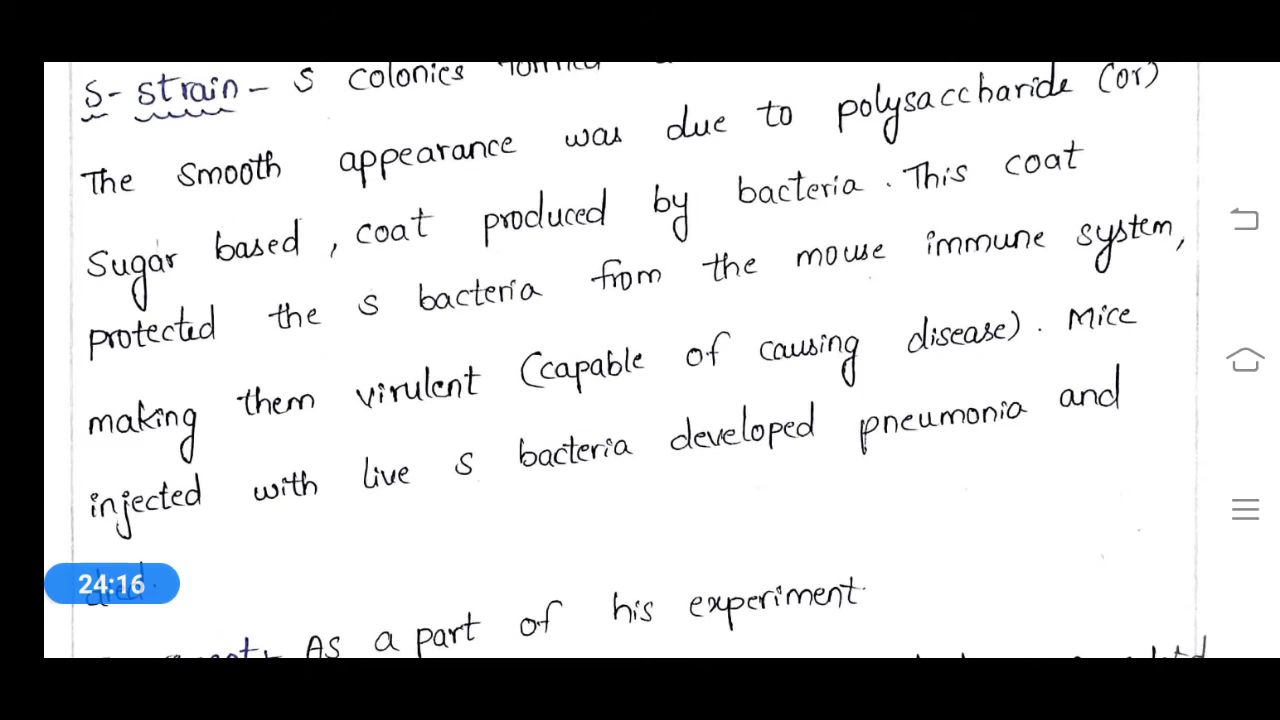 S- strain - S colonies formed
The smooth appearance was due to polysaccharide (or)
Sugar based, coat produced by bacteria. This coat
protected the S bacteria from the mouse immune system,
making them virulent (capable of causing disease). Mice
injected with live S bacteria developed pneumonia and
died.
24:16
As a part of his experiment